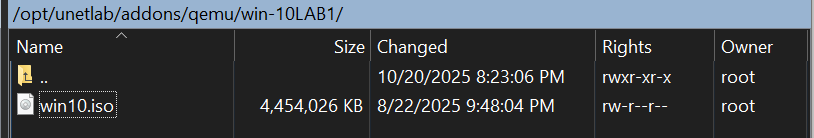 /opt/unetlab/addons/qemu/win-10LAB1/
Name Size Changed Rights Owner
.. 10/20/2025 8:23:06 PM rwxr-xr-x root
win10.iso 4,454,026 KB 8/22/2025 9:48:04 PM rw-r--r-- root